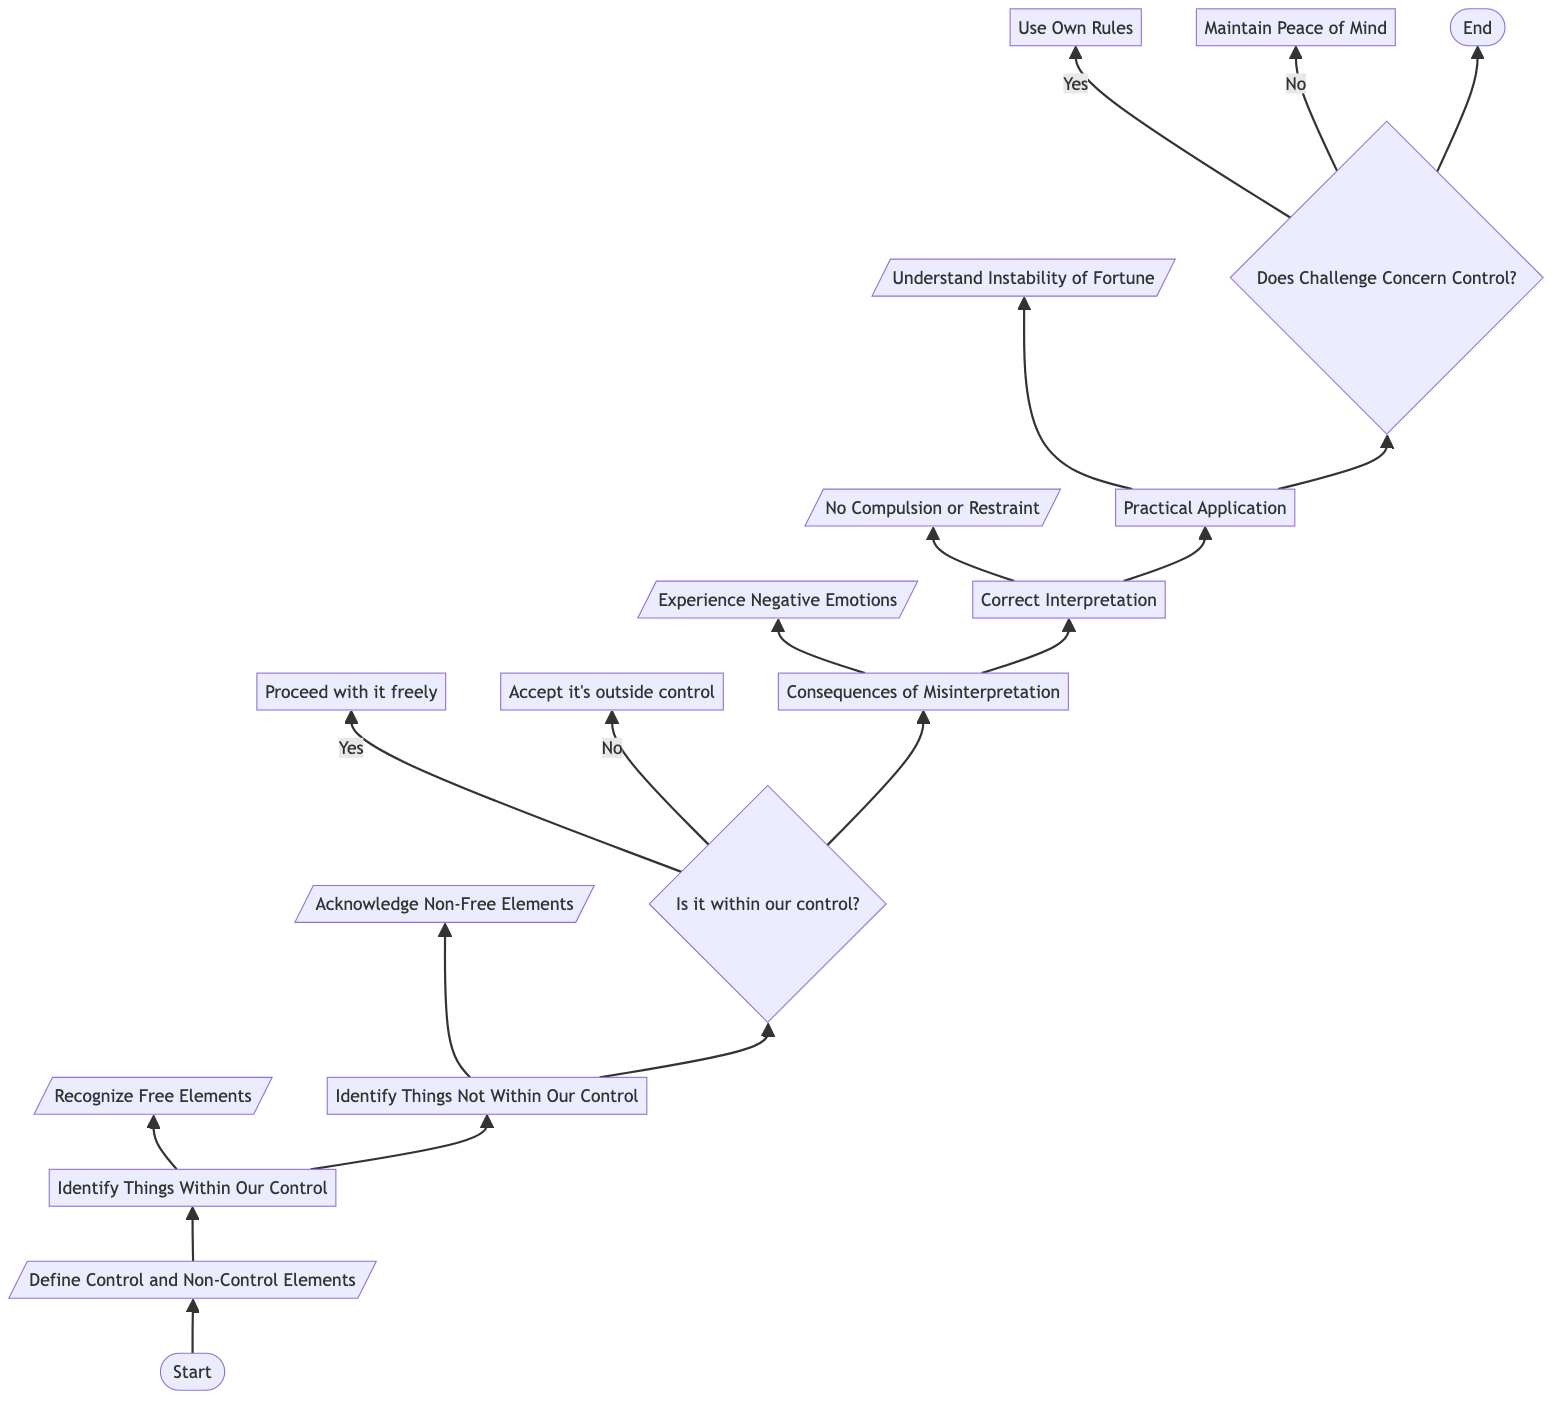 Use Own Rules
Maintain Peace of Mind
End
Yes
No
Understand Instability of Fortune
Does Challenge Concern Control?
No Compulsion or Restraint
Practical Application
Experience Negative Emotions
Correct Interpretation
Proceed with it freely
Accept it's outside control
Consequences of Misinterpretation
Yes
No
Acknowledge Non-Free Elements
Is it within our control?
Recognize Free Elements
Identify Things Not Within Our Control
Identify Things Within Our Control
Define Control and Non-Control Elements
Start